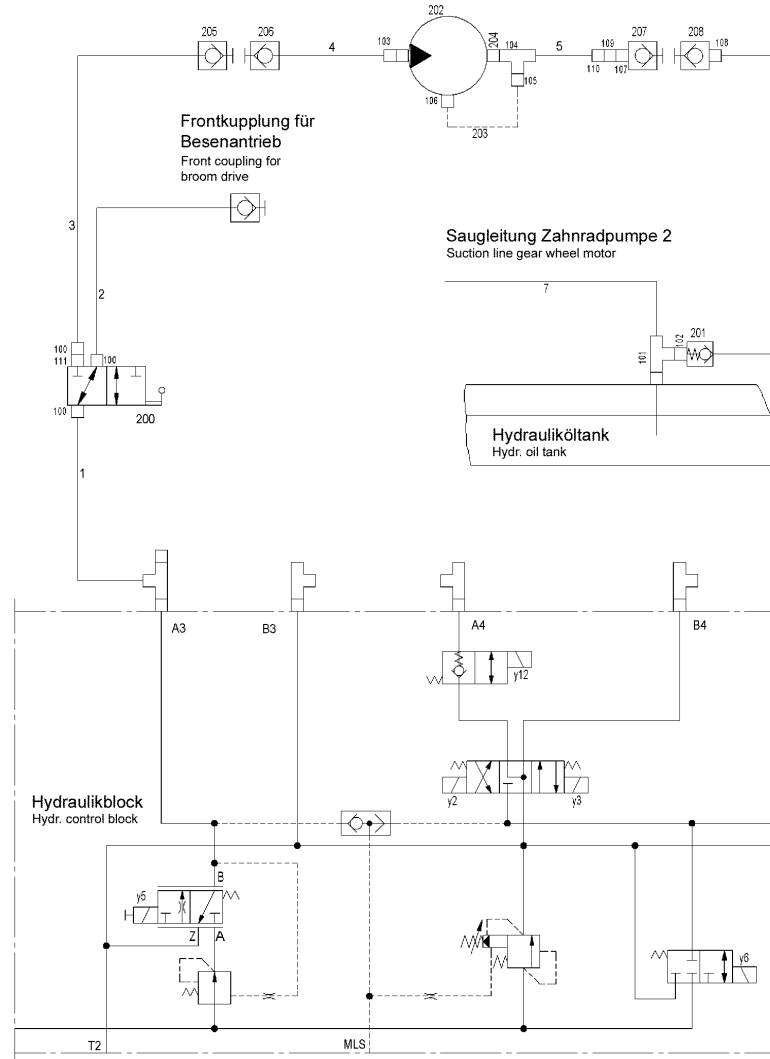 202
205
206
207
208
103
4
204
104
5
109
108
110
107
105
106
203
Frontkupplung für
Besenantrieb
Front coupling for
broom drive
3
Saugleitung Zahnradpumpe 2
Suction line gear wheel motor
7
2
201
102
101
100
111
100
100
200
Hydrauliköltank
Hydr. oil tank
1
A3
B3
A4
B4
y12
y2
y3
Hydraulikblock
Hydr. control block
B
y5
Z
A
y6
T2
MLS